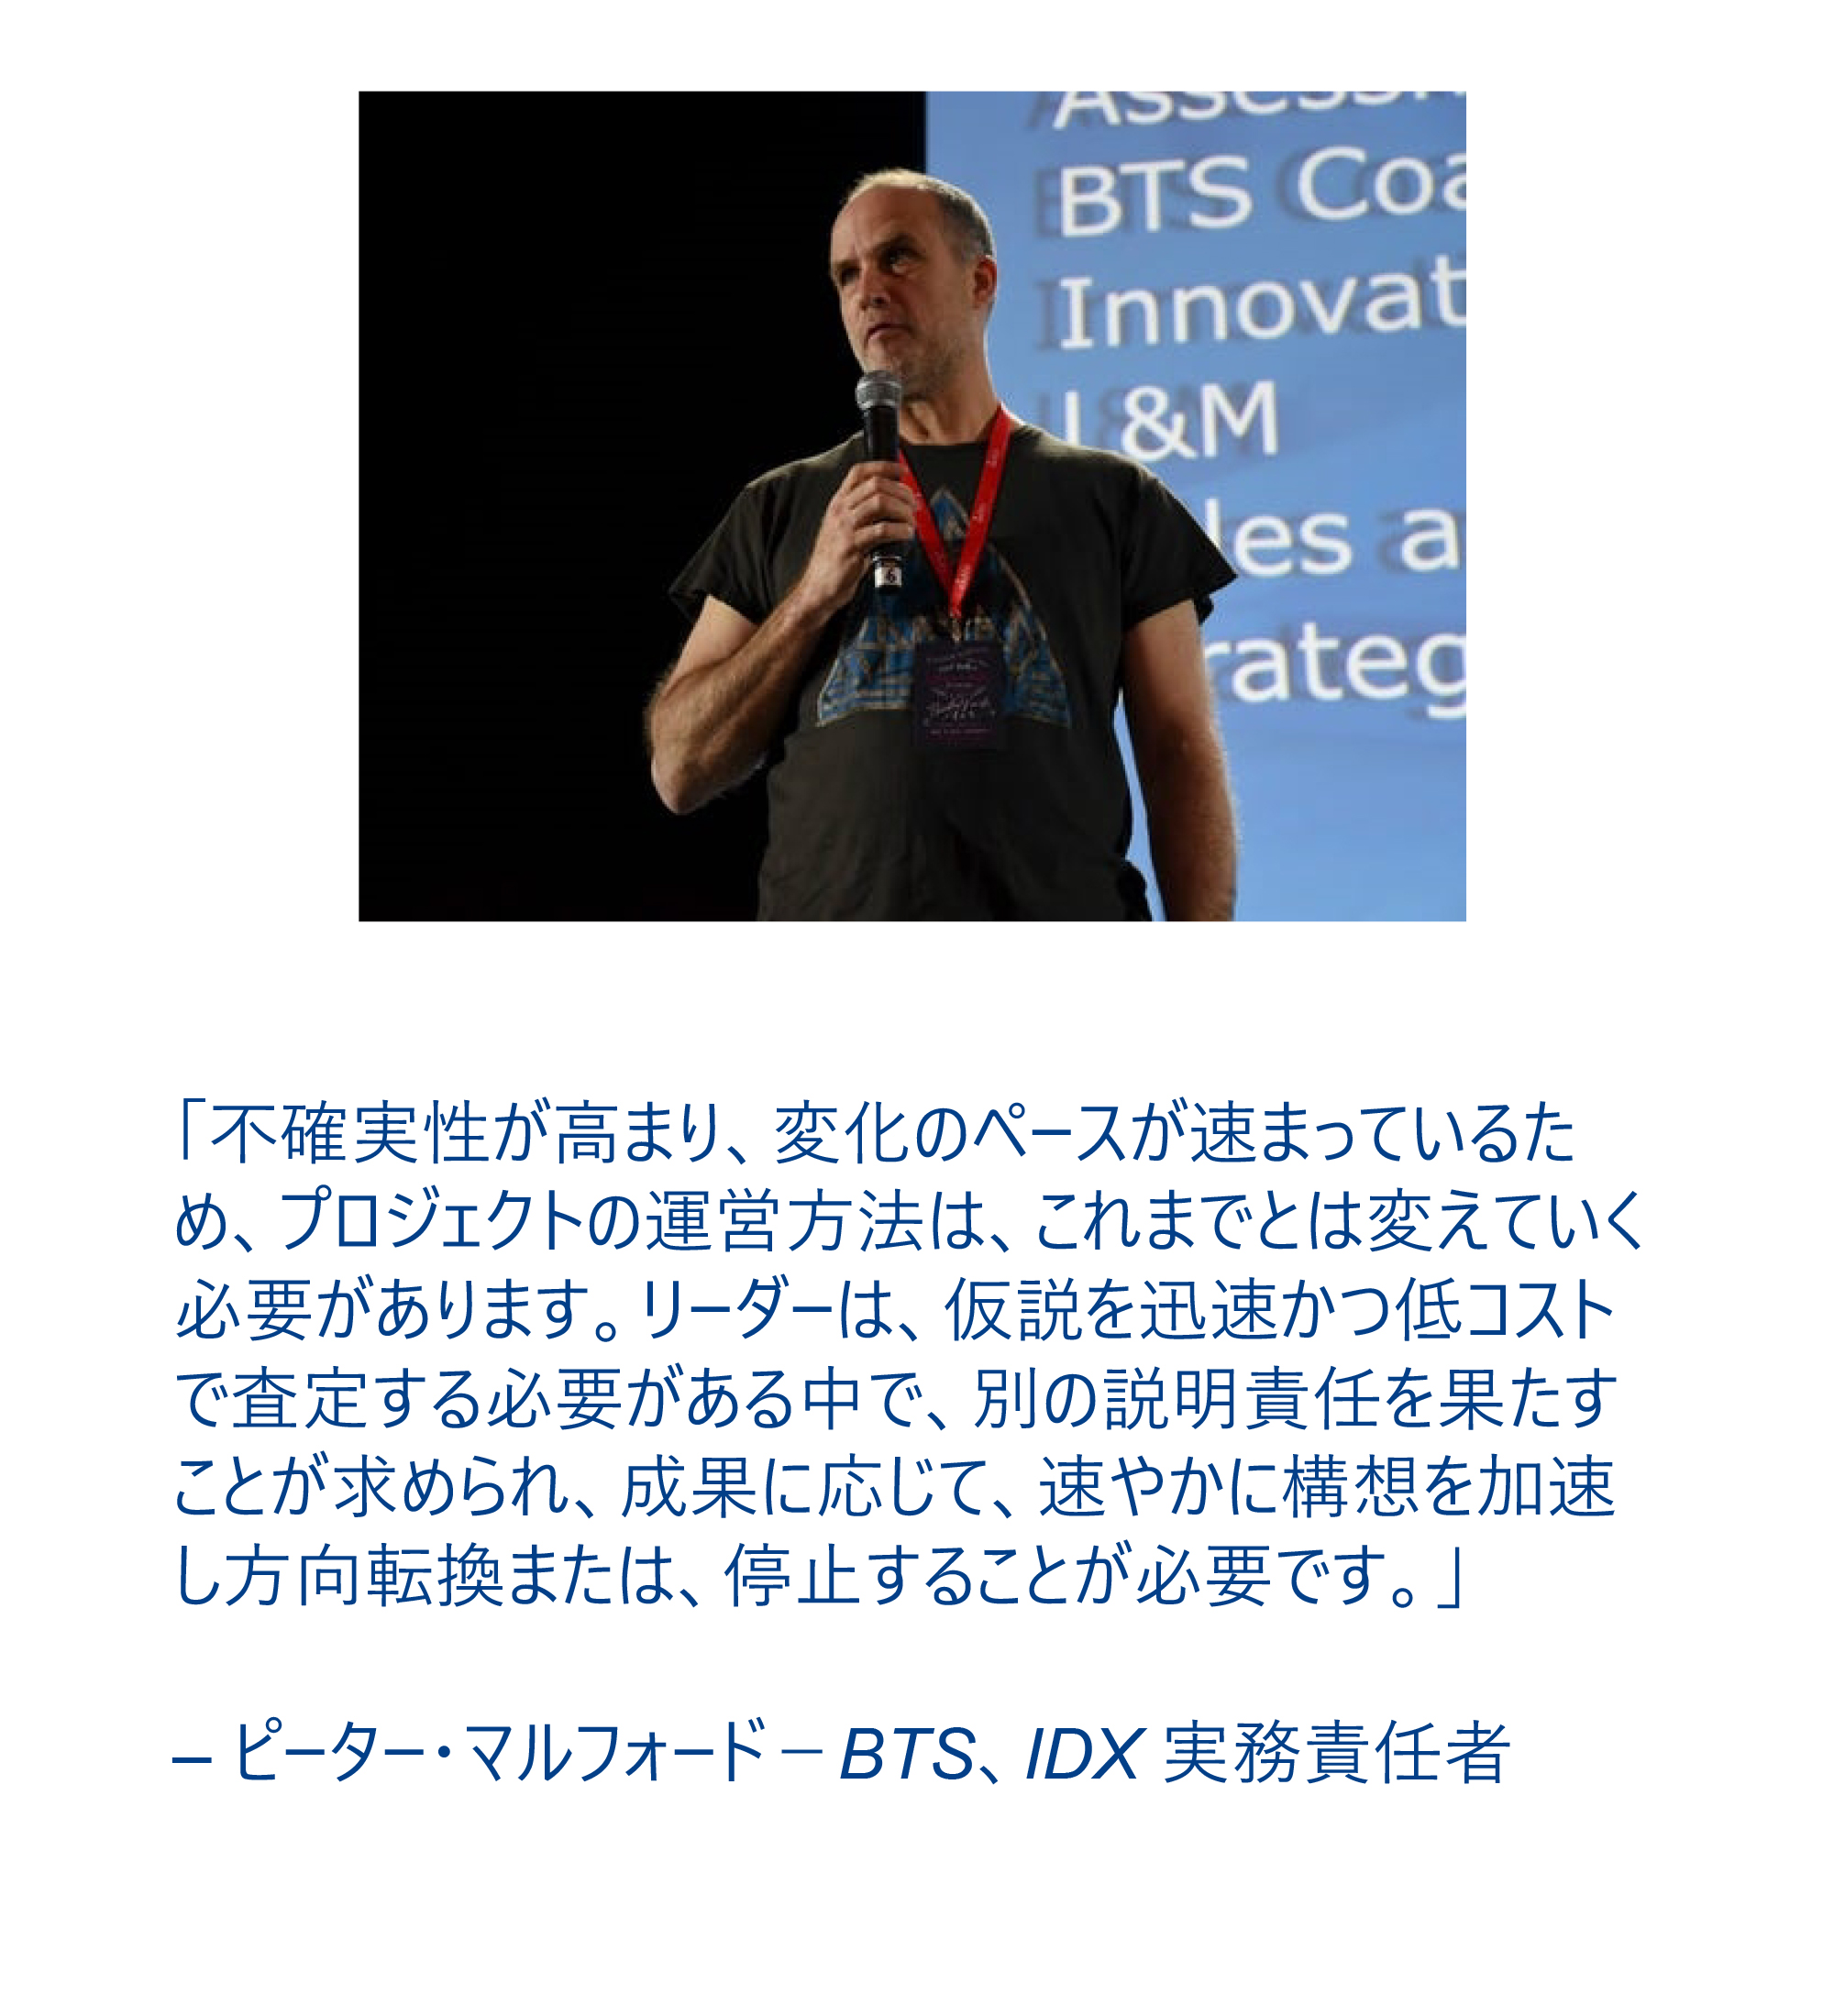 Assess
BTS Coa
Innovat
L&M
les a
rateg
「不確実性が高まり、変化のペースが速まっているた
め、プロジェクトの運営方法は、これまでとは変えていく
必要があります。リーダーは、仮説を迅速かつ低コスト
で査定する必要がある中で、別の説明責任を果たす
ことが求められ、成果に応じて、速やかに構想を加速
し方向転換または、停止することが必要です。」
– ピーター・マルフォード － BTS、IDX 実務責任者